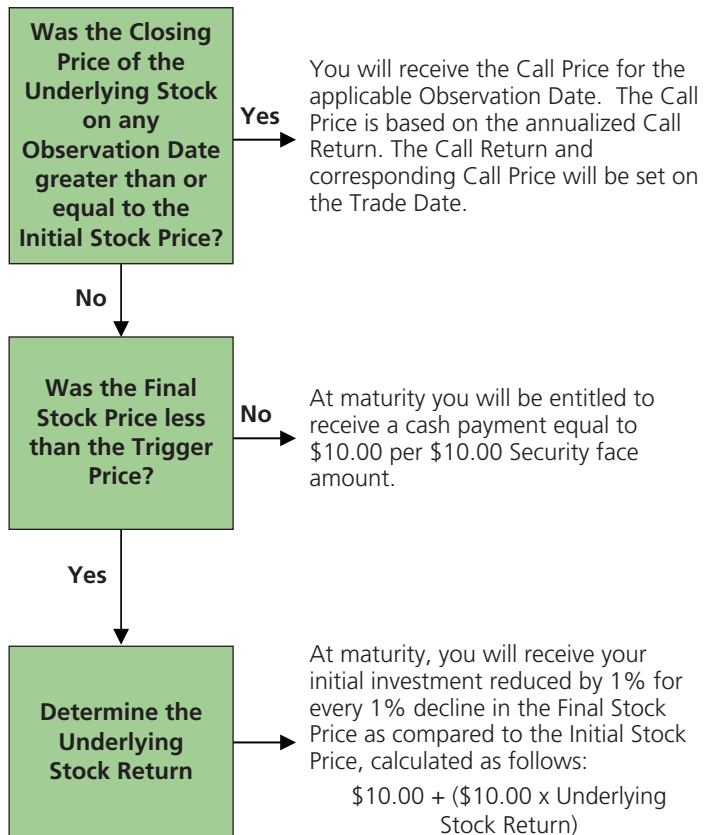 Was the Closing
Price of the
Underlying Stock
on any
Observation Date
greater than or
equal to the
Initial Stock Price?
Yes
You will receive the Call Price for the
applicable Observation Date. The Call
Price is based on the annualized Call
Return. The Call Return and
corresponding Call Price will be set on
the Trade Date.
No
Was the Final
Stock Price less
than the Trigger
Price?
No
At maturity you will be entitled to
receive a cash payment equal to
$10.00 per $10.00 Security face
amount.
Yes
Determine the
Underlying
Stock Return
At maturity, you will receive your
initial investment reduced by 1% for
every 1% decline in the Final Stock
Price as compared to the Initial Stock
Price, calculated as follows:
$10.00 + ($10.00 x Underlying
Stock Return)